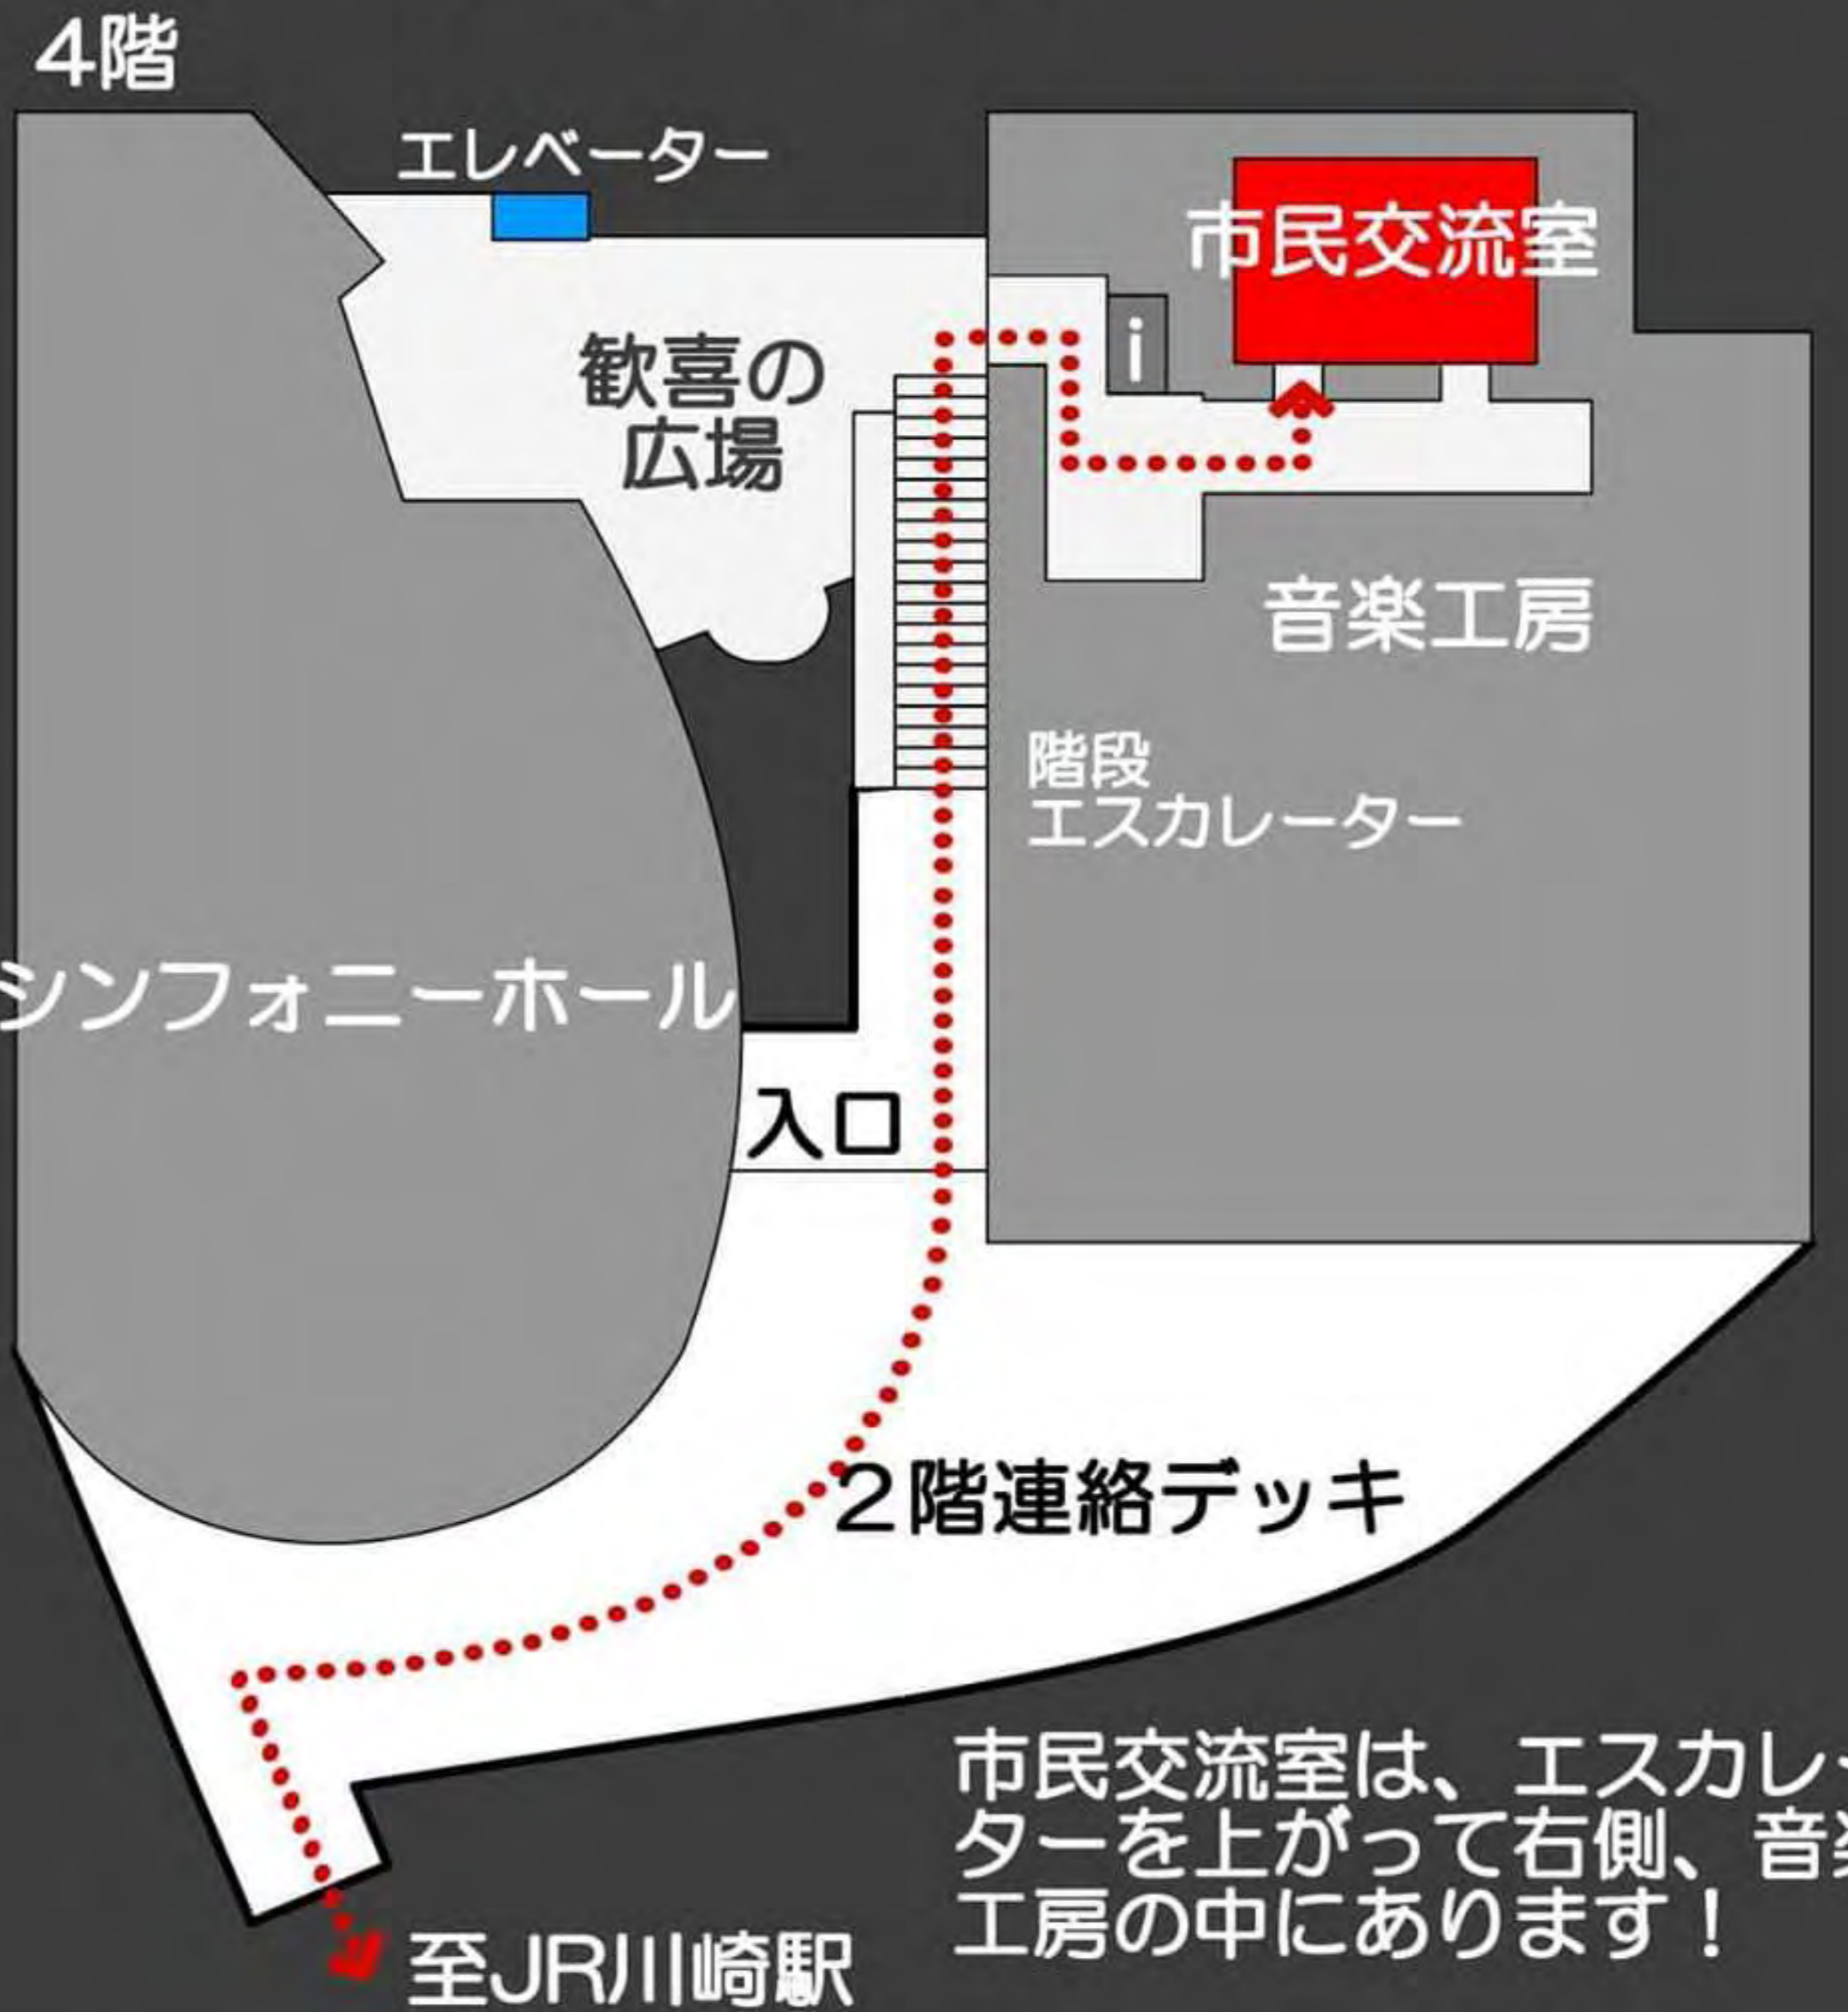 4階
エレベーター
市民交流室
i
歓喜の
広場
音楽工房
階段
エスカレーター
シンフォニーホール
入口
2階連絡デッキ
市民交流室は、エスカレー
ターを上がって右側、音楽
工房の中にあります！
至JR川崎駅